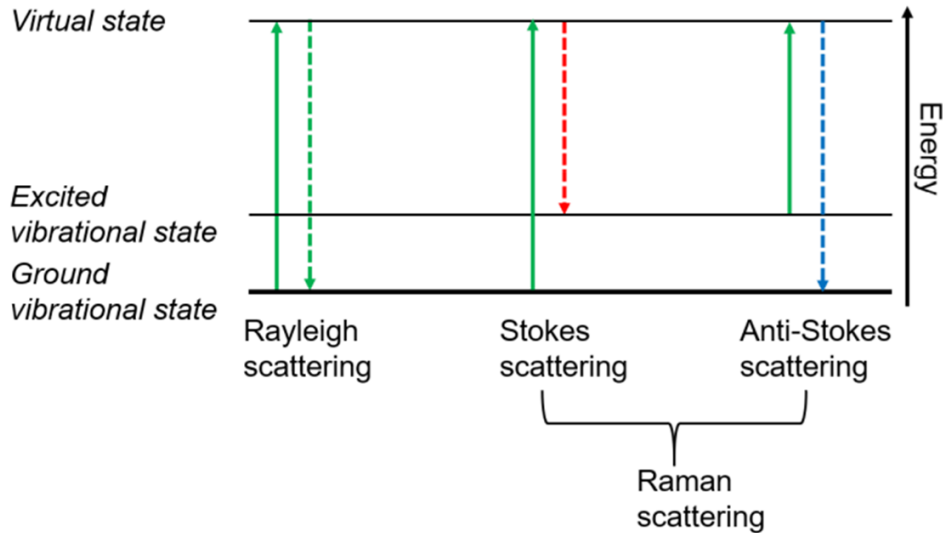 Virtual state
Energy
Excited
vibrational state
Ground
vibrational state
Rayleigh
scattering
Stokes
scattering
Anti-Stokes
scattering
Raman
scattering